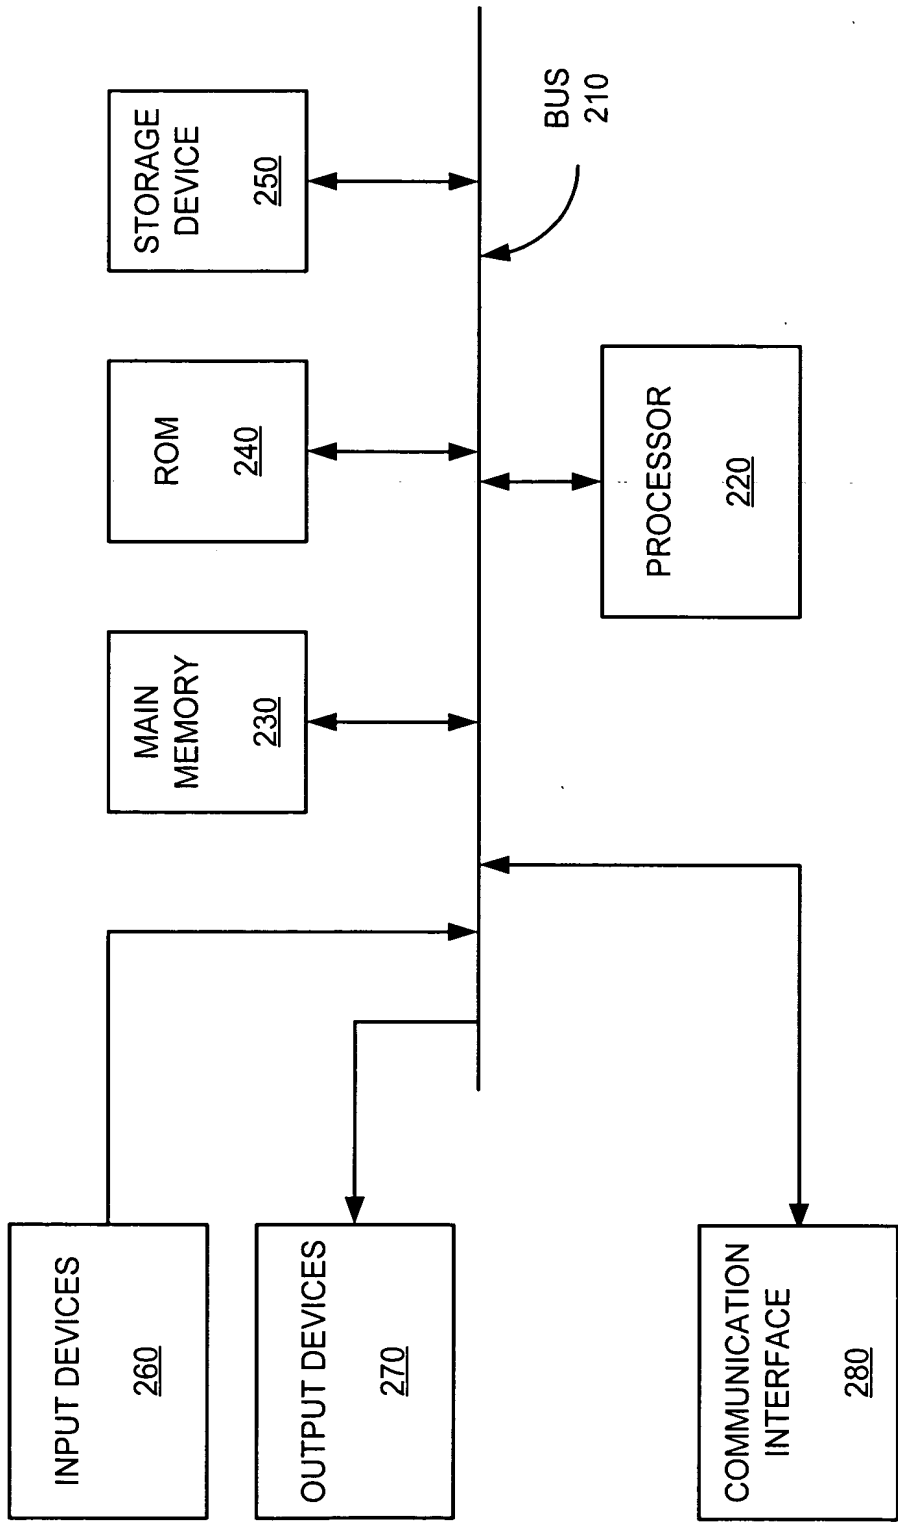 INPUT DEVICES
260
OUTPUT DEVICES
270
COMMUNICATION
INTERFACE
280
MAIN
MEMORY
230
ROM
240
STORAGE
DEVICE
250
PROCESSOR
220
BUS
210